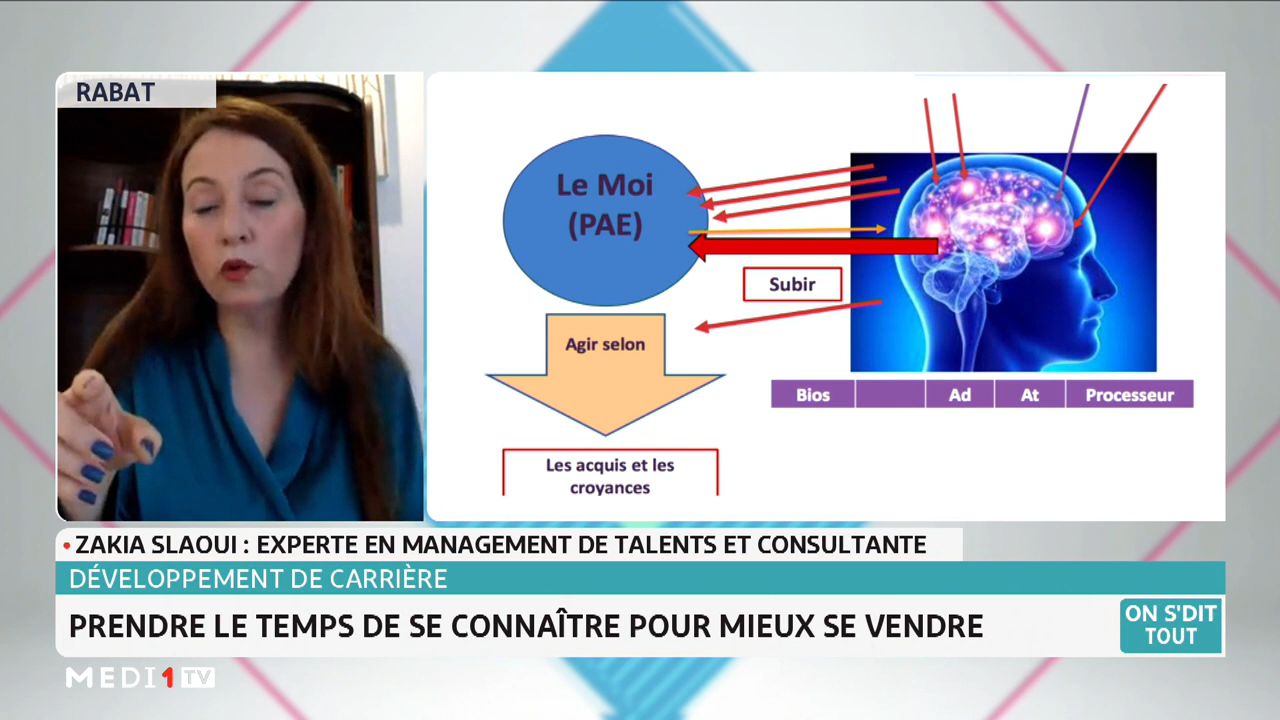 RABAT
Le Moi
(PAE)
Subir
Agir selon
Bios
Ad
At
Processeur
Les acquis et les
croyances
ZAKIA SLAOUI : EXPERTE EN MANAGEMENT DE TALENTS ET CONSULTANTE
DÉVELOPPEMENT DE CARRIÈRE
PRENDRE LE TEMPS DE SE CONNAÎTRE POUR MIEUX SE VENDRE
ON S'DIT
TOUT
MEDI1TV